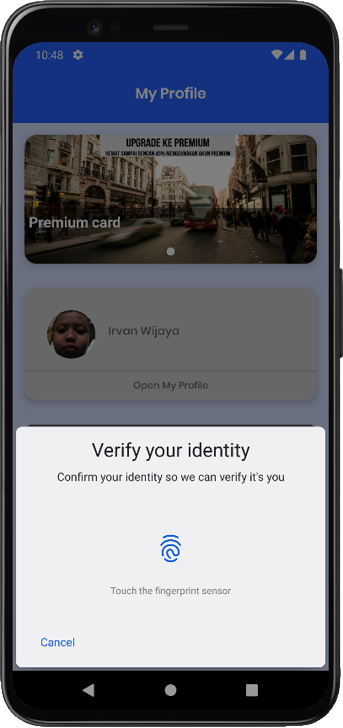 10:48
My Profile
UPGRADE KE PREMIUM
HEMAT SAMPAI DENGAN 45% MENGGUNAKAN AKUN PREMIUM
Premium card
Irvan Wijaya
Open My Profile
Verify your identity
Confirm your identity so we can verify it's you
Touch the fingerprint sensor
Cancel